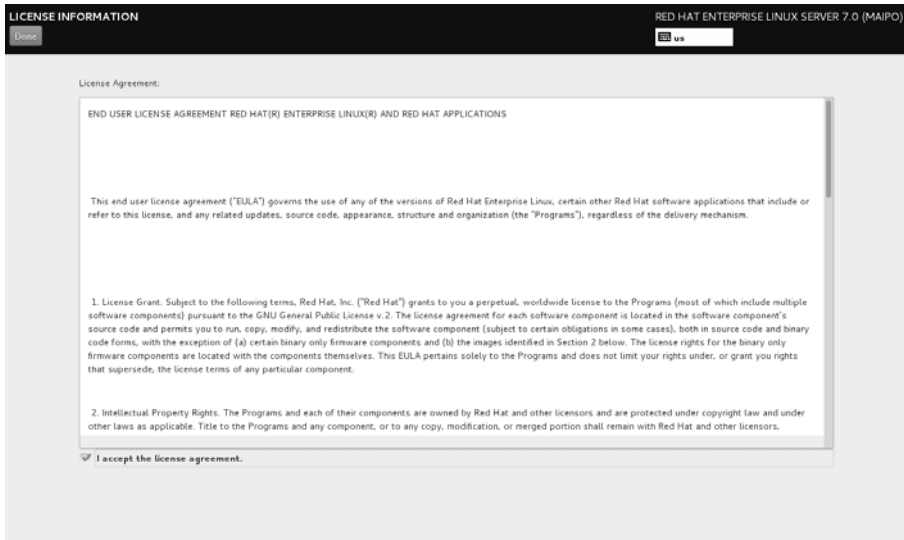 LICENSE INFORMATION
RED HAT ENTERPRISE LINUX SERVER 7.0 (MAIPO)
Done
us
License Agreement:
END USER LICENSE AGREEMENT RED HAT(R) ENTERPRISE LINUX(R) AND RED HAT APPLICATIONS
This end user license agreement ("EULA") governs the use of any of the versions of Red Hat Enterprise Linux, certain other Red Hat software applications that include or
refer to this license, and any related updates, source code, appearance, structure and organization (the "Programs"), regardless of the delivery mechanism.
1. License Grant. Subject to the following terms, Red Hat, Inc. ("Red Hat") grants to you a perpetual, worldwide license to the Programs (most of which include multiple
software components) pursuant to the GNU General Public License v.2. The license agreement for each software component is located in the software component's
source code and permits you to run, copy, modify, and redistribute the software component (subject to certain obligations in some cases), both in source code and binary
code forms, with the exception of (a) certain binary only firmware components and (b) the images identified in Section 2 below. The license rights for the binary only
firmware components are located with the components themselves. This EULA pertains solely to the Programs and does not limit your rights under, or grant you rights
that supersede, the license terms of any particular component.
2. Intellectual Property Rights. The Programs and each of their components are owned by Red Hat and other licensors and are protected under copyright law and under
other laws as applicable. Title to the Programs and any component, or to any copy, modification, or merged portion shall remain with Red Hat and other licensors,
I accept the license agreement.